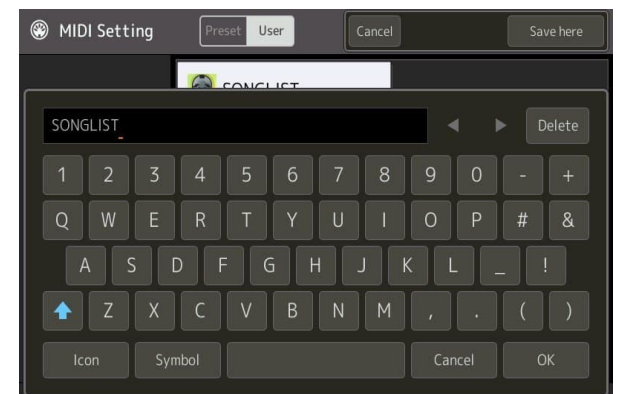 MIDI Setting Preset User Cancel Save here
SONGLIST
SONGLIST_ Delete
1 2 3 4 5 6 7 8 9 0 - +
Q W E R T Y U I O P # &
A S D F G H J K L _ !
Z X C V B N M , . ( )
Icon Symbol Cancel OK